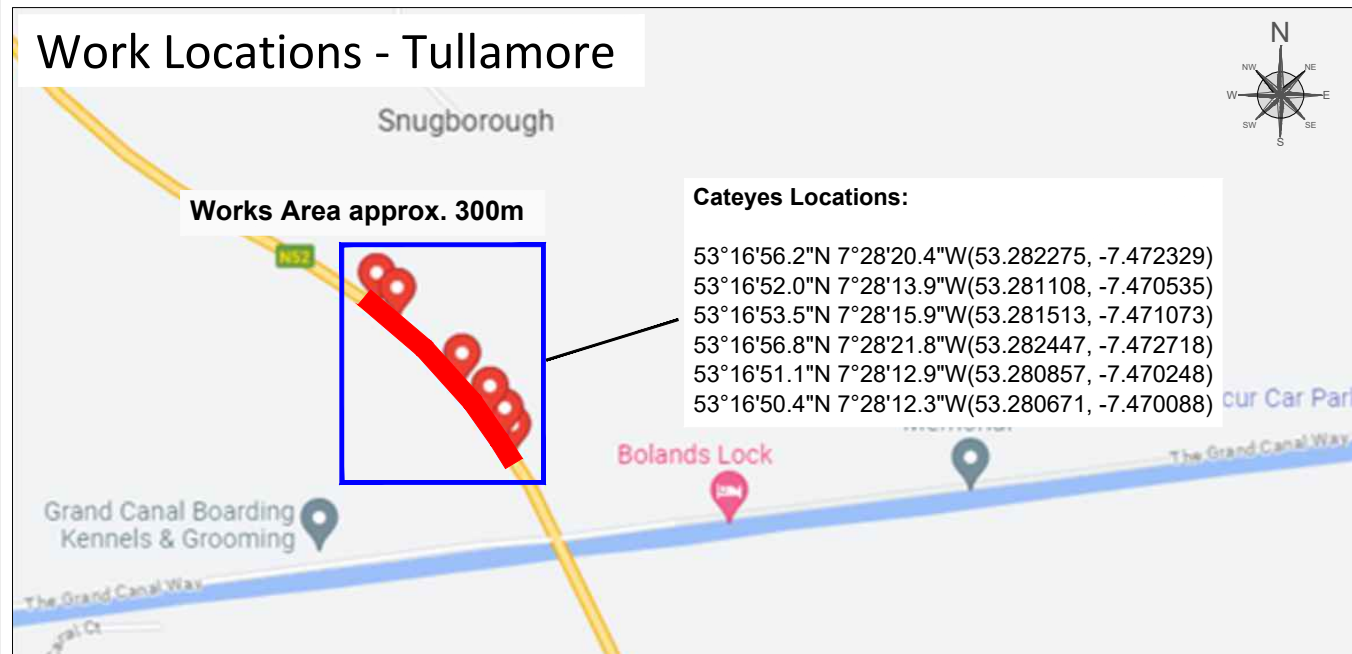 Work Locations - Tullamore
N
NW
NE
W
E
SW
SE
S
Snugborough
Works Area approx. 300m
N52
Cateyes Locations:
53°16'56.2"N 7°28'20.4"W(53.282275, -7.472329)
53°16'52.0"N 7°28'13.9"W(53.281108, -7.470535)
53°16'53.5"N 7°28'15.9"W(53.281513, -7.471073)
53°16'56.8"N 7°28'21.8"W(53.282447, -7.472718)
53°16'51.1"N 7°28'12.9"W(53.280857, -7.470248)
53°16'50.4"N 7°28'12.3"W(53.280671, -7.470088)
cur Car Par
Bolands Lock
The Grand Canal Way
Grand Canal Boarding
Kennels & Grooming
The Grand Canal Way